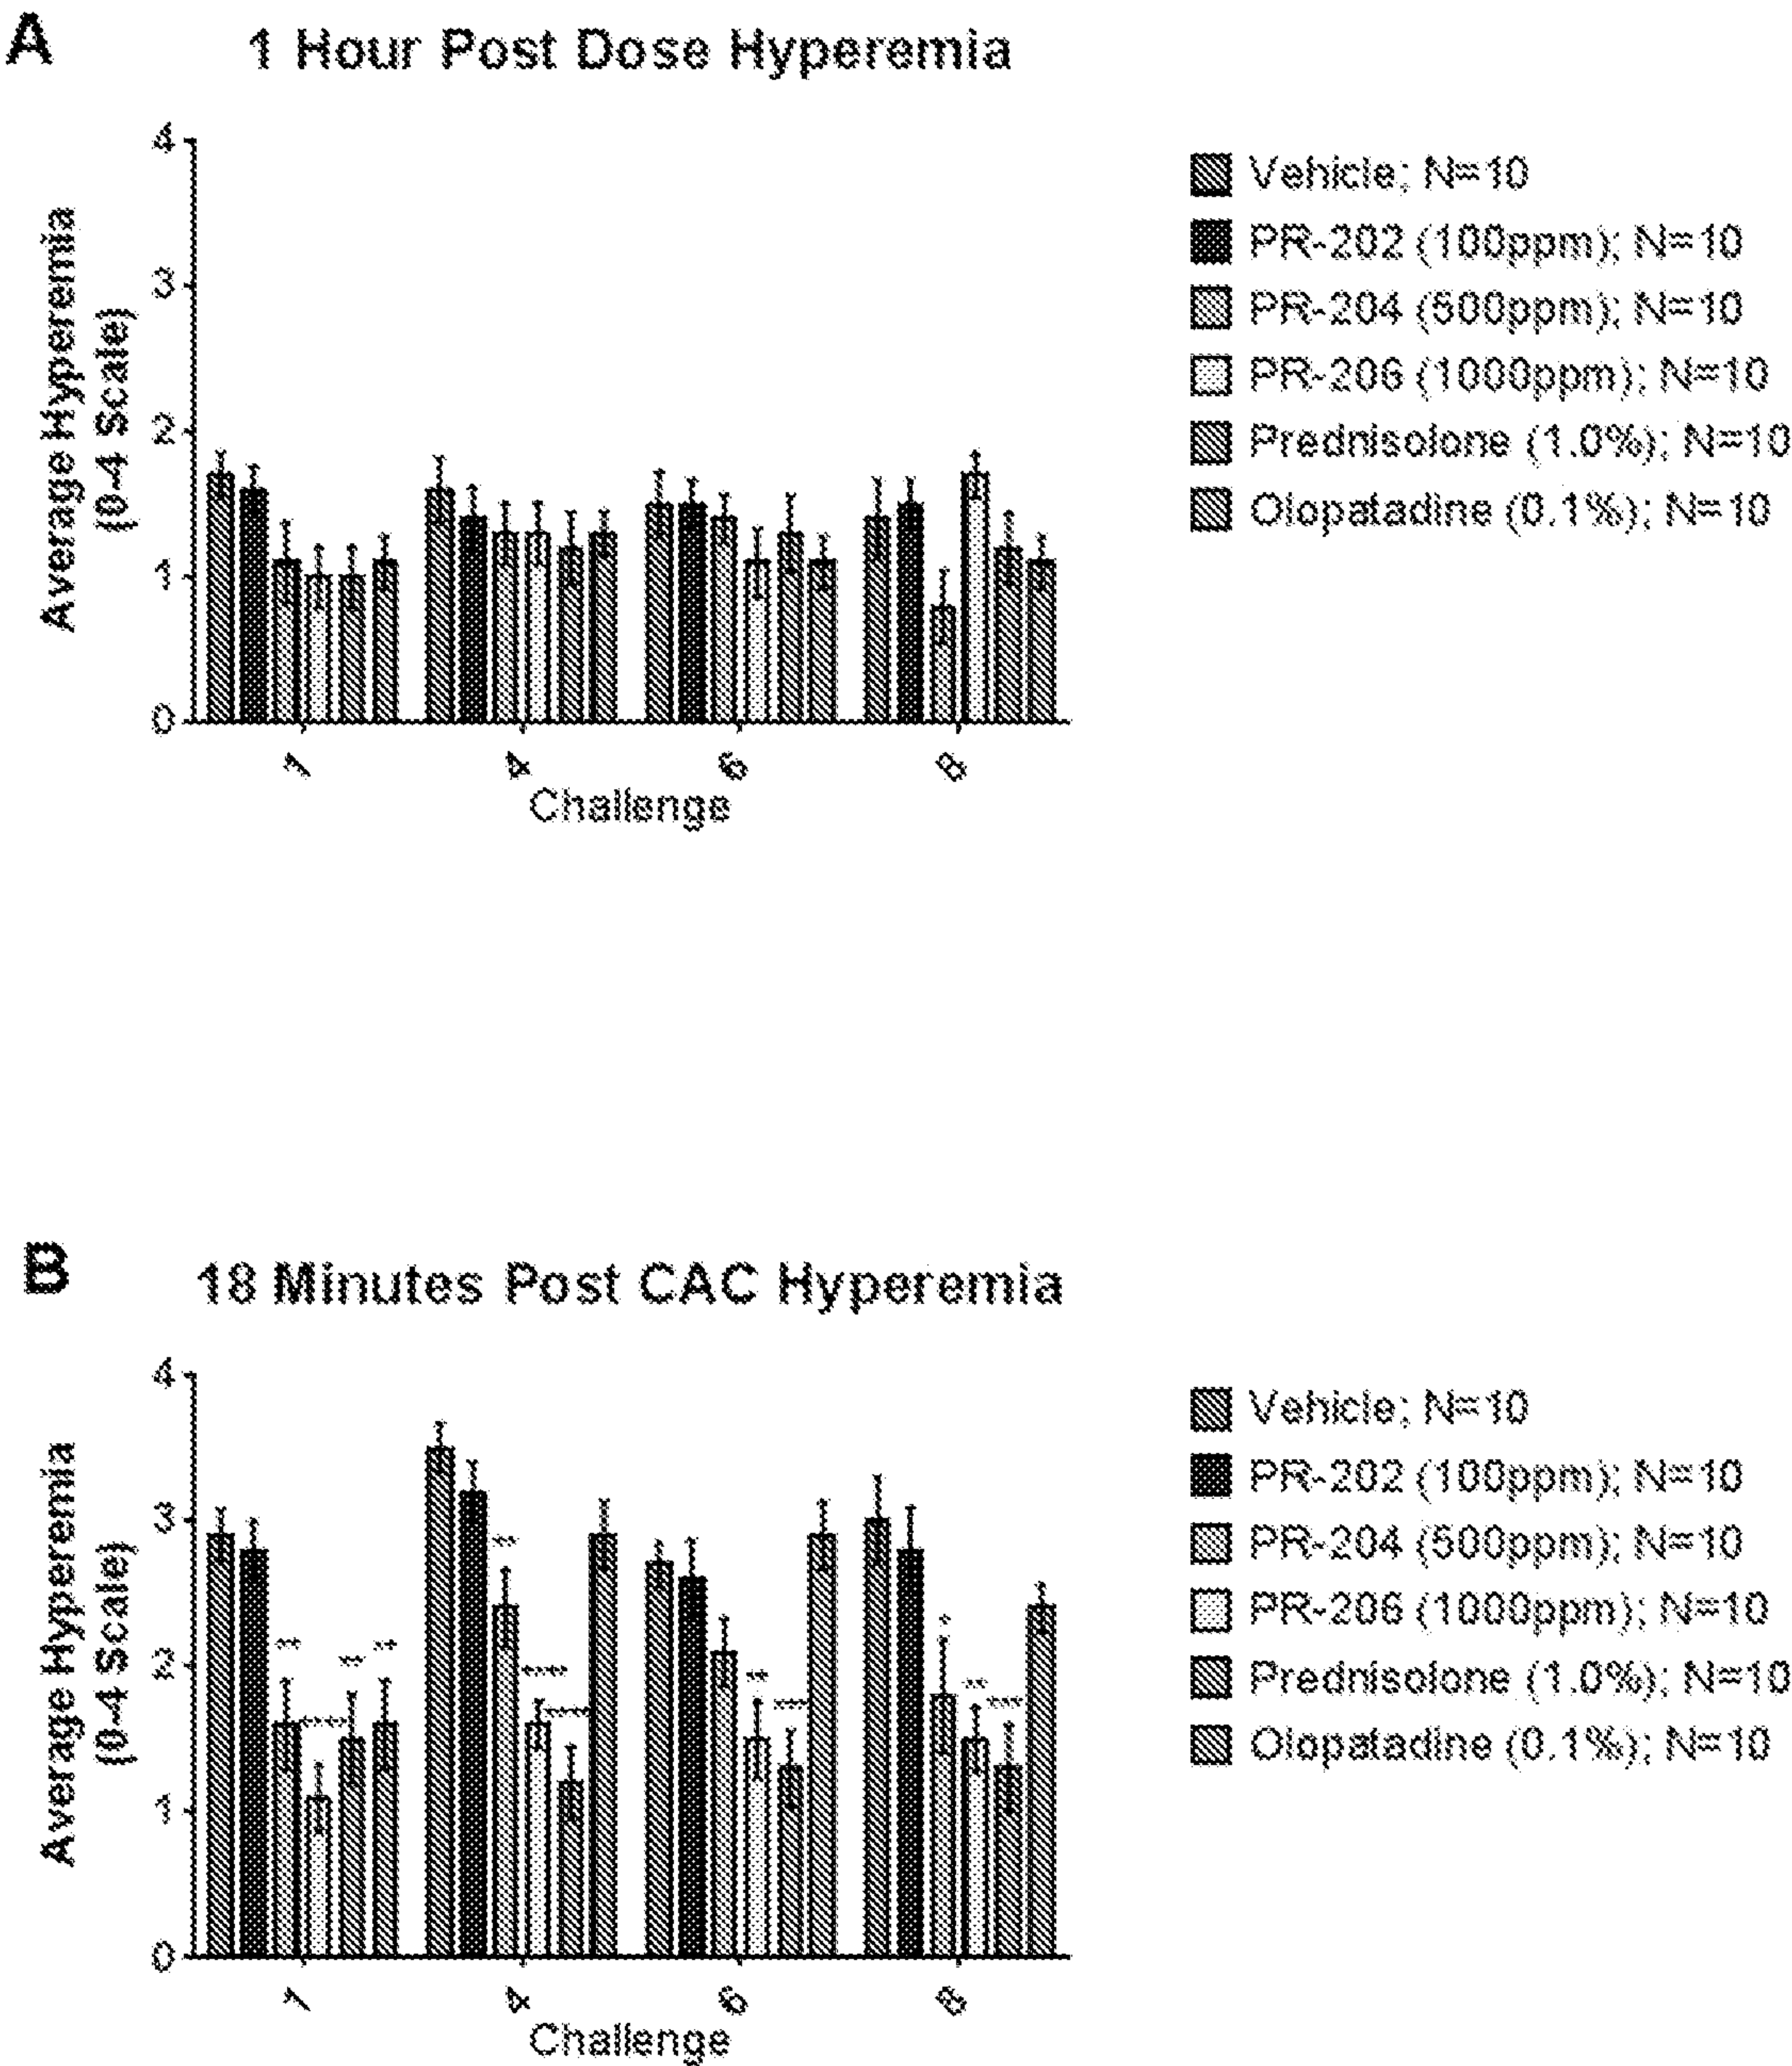 A
1 Hour Post Dose Hyperemia
4
3
2
1
0
Average Hyperemia
(0-4 Scale)
1
4
6
8
Challenge
Vehicle; N=10
PR-202 (100ppm); N=10
PR-204 (500ppm); N=10
PR-206 (1000ppm); N=10
Prednisolone (1.0%); N=10
Olopatadine (0.1%); N=10
B
18 Minutes Post CAC Hyperemia
4
3
2
1
0
Average Hyperemia
(0-4 Scale)
1
4
6
8
Challenge
Vehicle; N=10
PR-202 (100ppm); N=10
PR-204 (500ppm); N=10
PR-206 (1000ppm); N=10
Prednisolone (1.0%); N=10
Olopatadine (0.1%); N=10